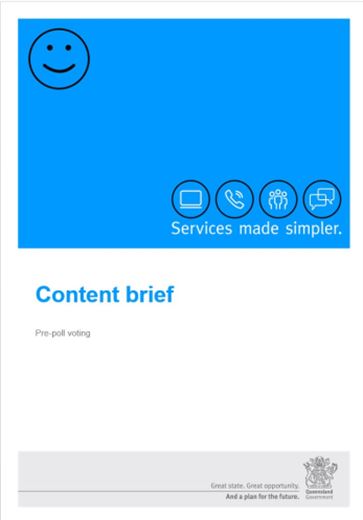 Services made simpler.
Content brief
Pre-poll voting
Great state. Great opportunity.
And a plan for the future.
Queensland
Government